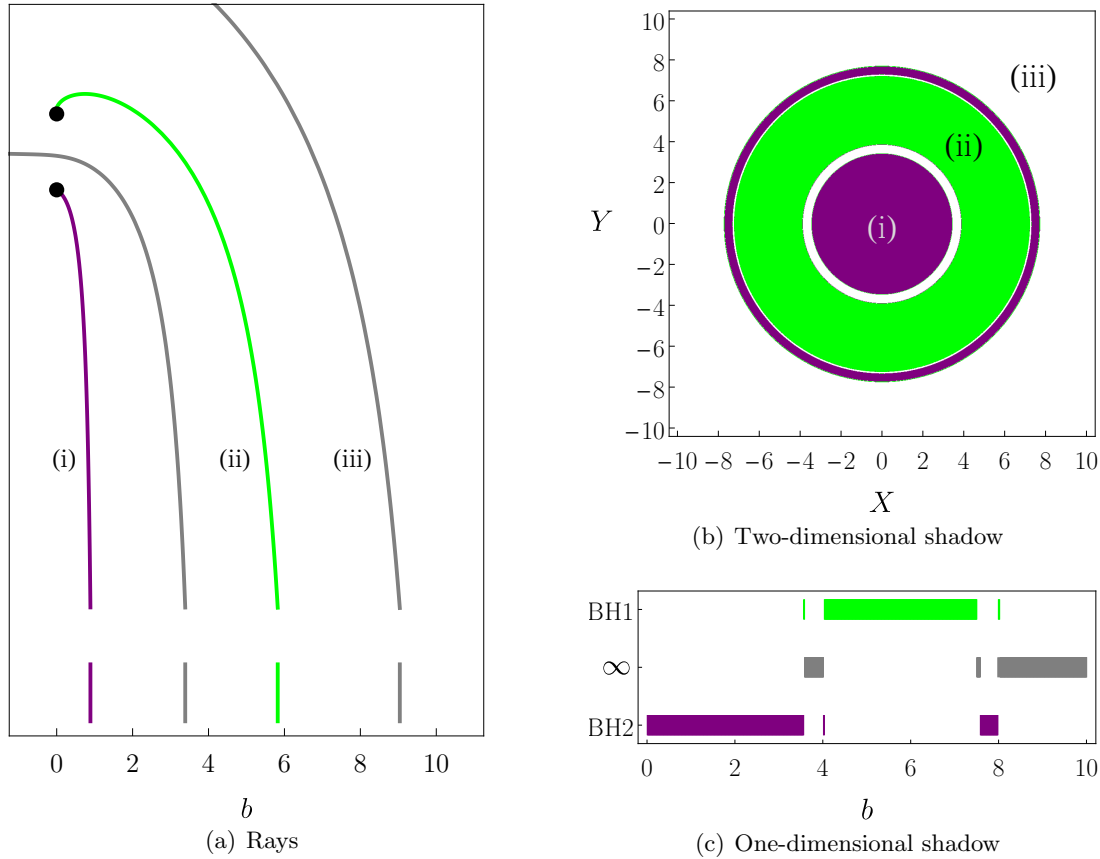 (i)
(ii)
(iii)
0
2
4
6
8
10
b
(a) Rays
10
8
6
4
2
0
−2
−4
−6
−8
−10
Y
(iii)
(ii)
(i)
−10 −8 −6 −4 −2 0 2 4 6 8 10
X
(b) Two-dimensional shadow
BH1
∞
BH2
0 2 4 6 8 10
b
(c) One-dimensional shadow